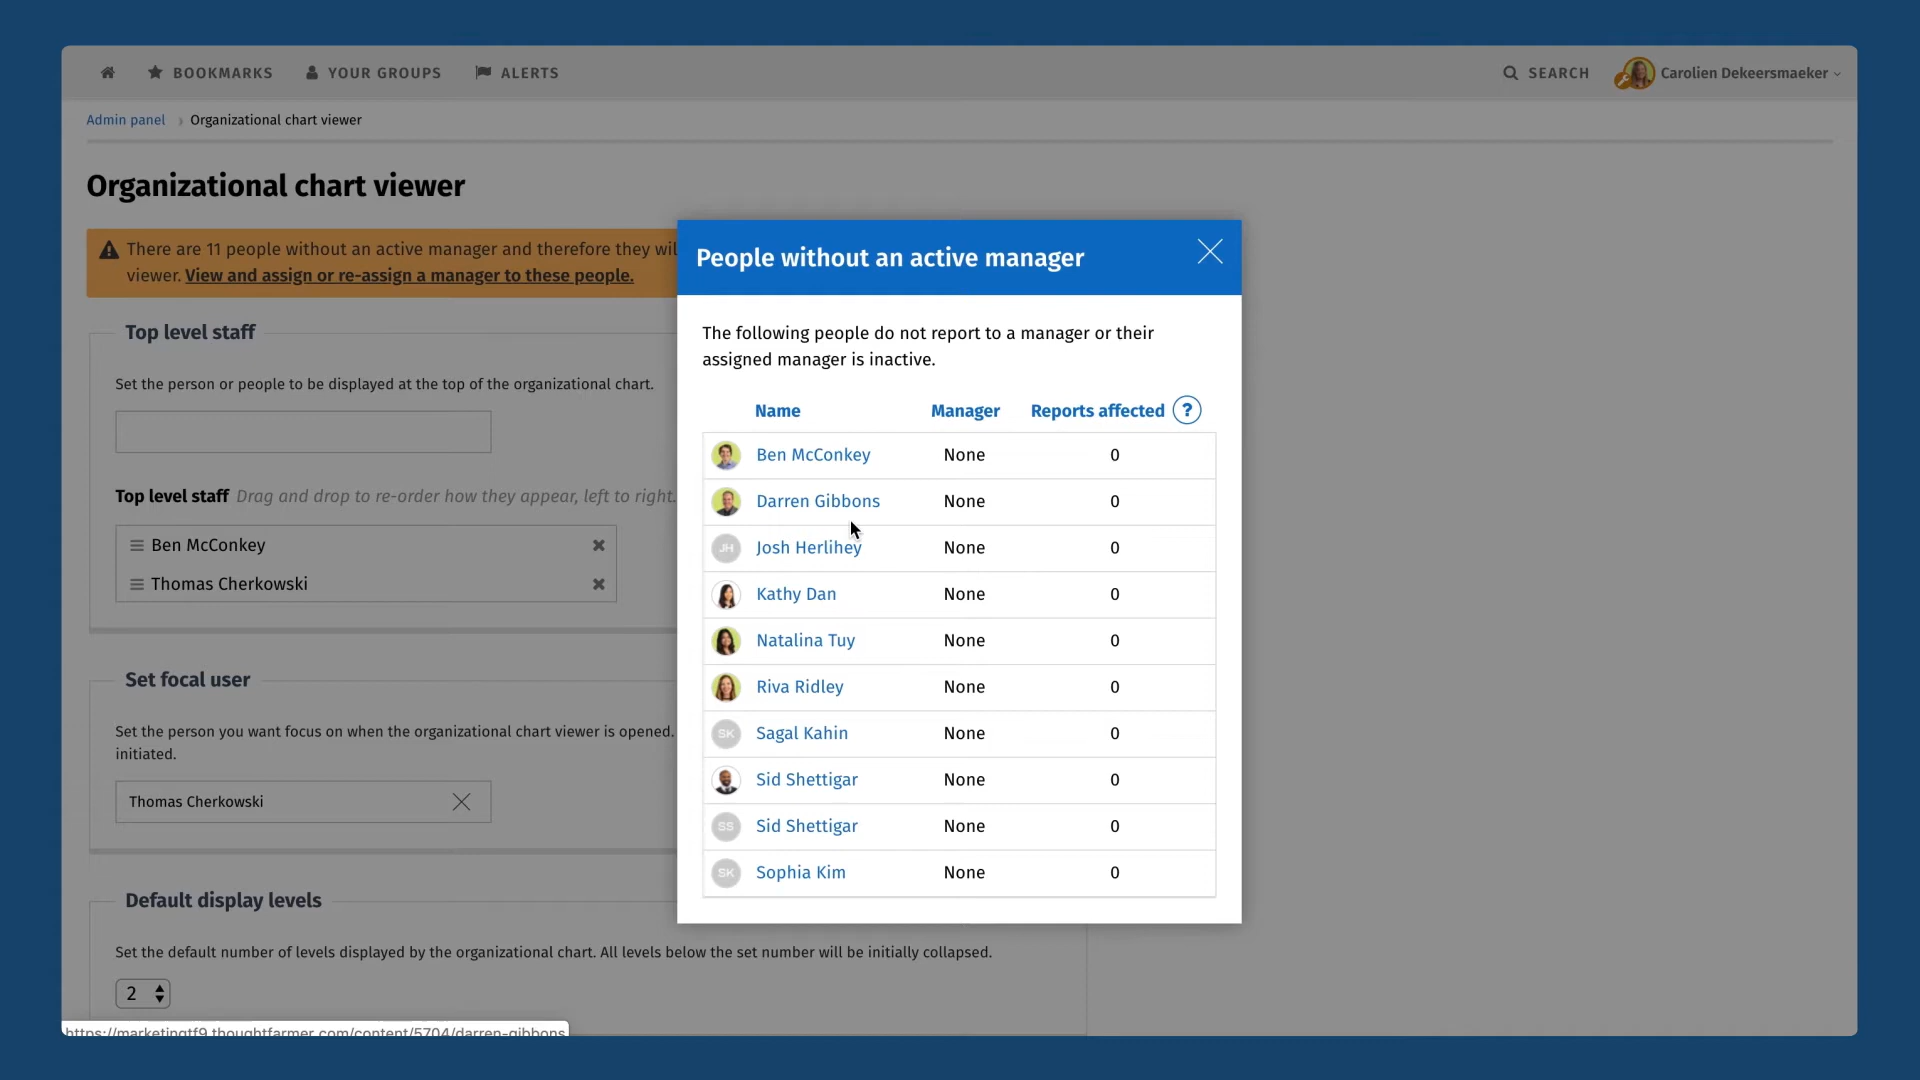 BOOKMARKS YOUR GROUPS ALERTS SEARCH Carolien Dekeersmaeker
Admin panel › Organizational chart viewer
Organizational chart viewer
There are 11 people without an active manager and therefore they wil
viewer. View and assign or re-assign a manager to these people.
Top level staff
Set the person or people to be displayed at the top of the organizational chart.
Top level staff Drag and drop to re-order how they appear, left to right.
Ben McConkey
Thomas Cherkowski
Set focal user
Set the person you want focus on when the organizational chart viewer is opened.
initiated.
Thomas Cherkowski
Default display levels
Set the default number of levels displayed by the organizational chart. All levels below the set number will be initially collapsed.
2
https://marketingtf9.thoughtfarmer.com/content/5704/darren-gibbons
People without an active manager
The following people do not report to a manager or their
assigned manager is inactive.
Name Manager Reports affected ?
Ben McConkey None 0
Darren Gibbons None 0
JH Josh Herlihey None 0
Kathy Dan None 0
Natalina Tuy None 0
Riva Ridley None 0
SK Sagal Kahin None 0
Sid Shettigar None 0
SS Sid Shettigar None 0
SK Sophia Kim None 0